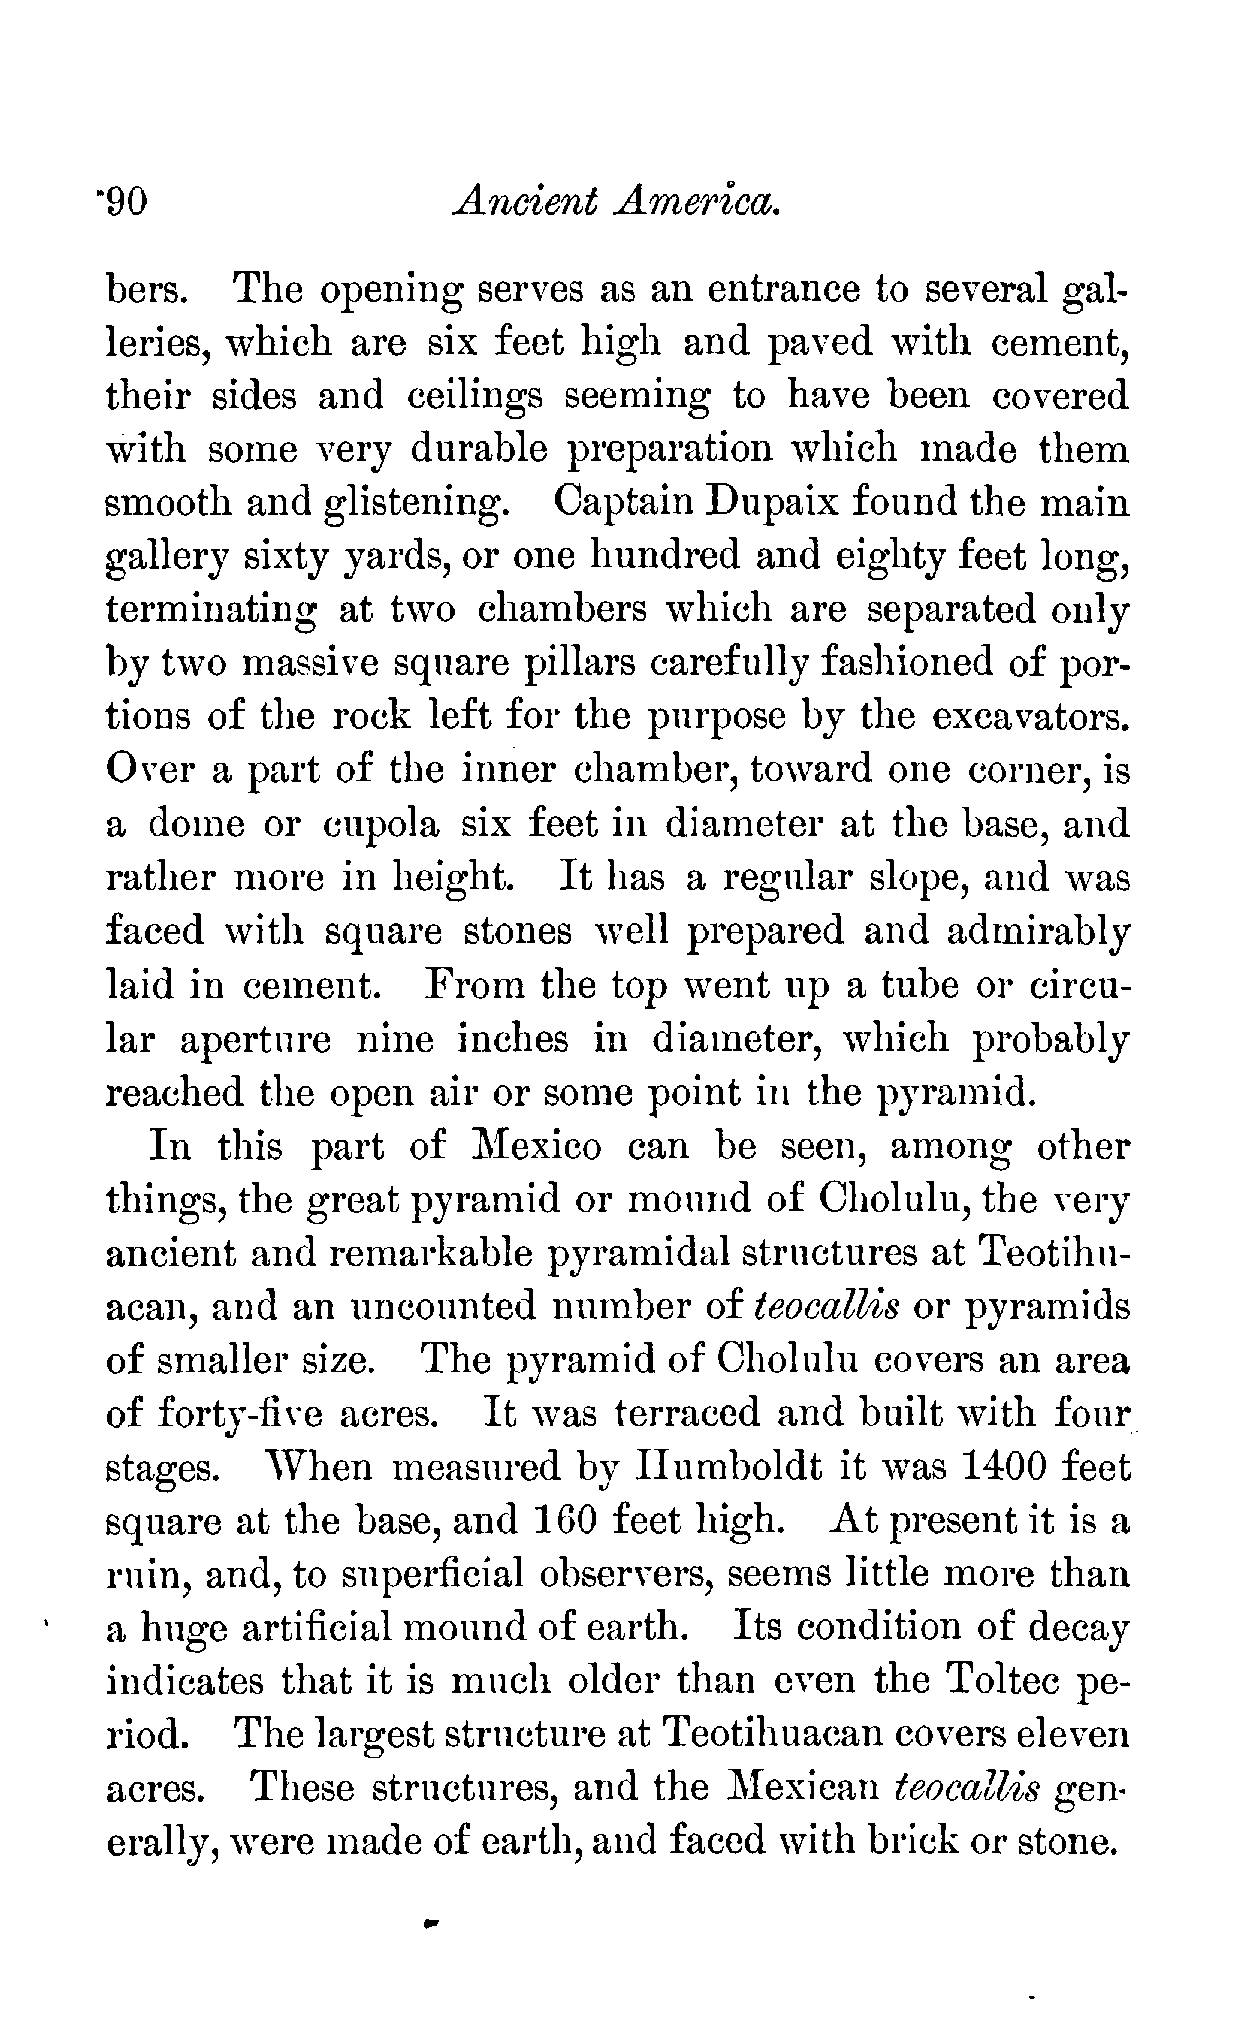 90 Ancient America.
bers. The opening serves as an entrance to several gal-
leries, which are six feet high and paved with cement,
their sides and ceilings seeming to have been covered
with some very durable preparation which made them
smooth and glistening. Captain Dupaix found the main
gallery sixty yards, or one hundred and eighty feet long,
terminating at two chambers which are separated only
by two massive square pillars carefully fashioned of por-
tions of the rock left for the purpose by the excavators.
Over a part of the inner chamber, toward one corner, is
a dome or cupola six feet in diameter at the base, and
rather more in height. It has a regular slope, and was
faced with square stones well prepared and admirably
laid in cement. From the top went up a tube or circu-
lar aperture nine inches in diameter, which probably
reached the open air or some point in the pyramid.
In this part of Mexico can be seen, among other
things, the great pyramid or mound of Cholulu, the very
ancient and remarkable pyramidal structures at Teotihu-
acan, and an uncounted number of teocallis or pyramids
of smaller size. The pyramid of Cholulu covers an area
of forty-five acres. It was terraced and built with four
stages. When measured by Humboldt it was 1400 feet
square at the base, and 160 feet high. At present it is a
ruin, and, to superficial observers, seems little more than
a huge artificial mound of earth. Its condition of decay
indicates that it is much older than even the Toltec pe-
riod. The largest structure at Teotihuacan covers eleven
acres. These structures, and the Mexican teocallis gen-
erally, were made of earth, and faced with brick or stone.